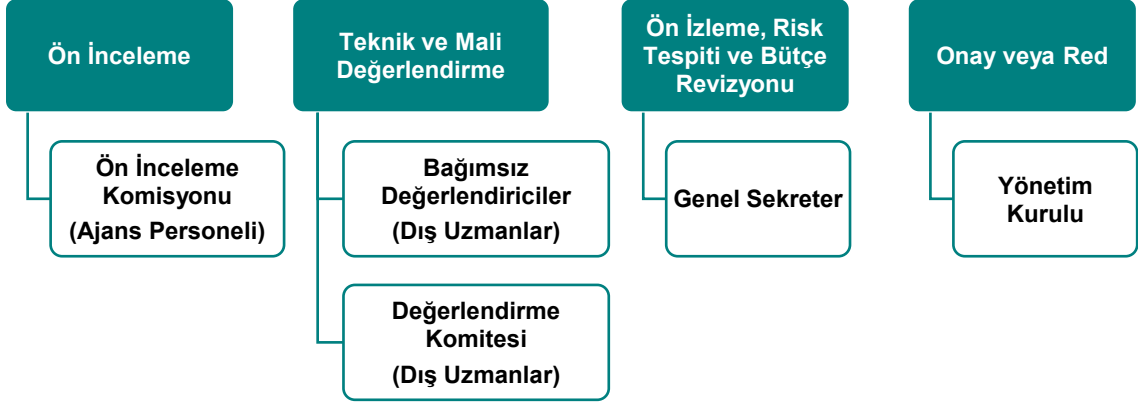 Ön İnceleme
Ön İnceleme
Komisyonu
(Ajans Personeli)
Teknik ve Mali
Değerlendirme
Bağımsız
Değerlendiriciler
(Dış Uzmanlar)
Değerlendirme
Komitesi
(Dış Uzmanlar)
Ön İzleme, Risk
Tespiti ve Bütçe
Revizyonu
Genel Sekreter
Onay veya Red
Yönetim
Kurulu